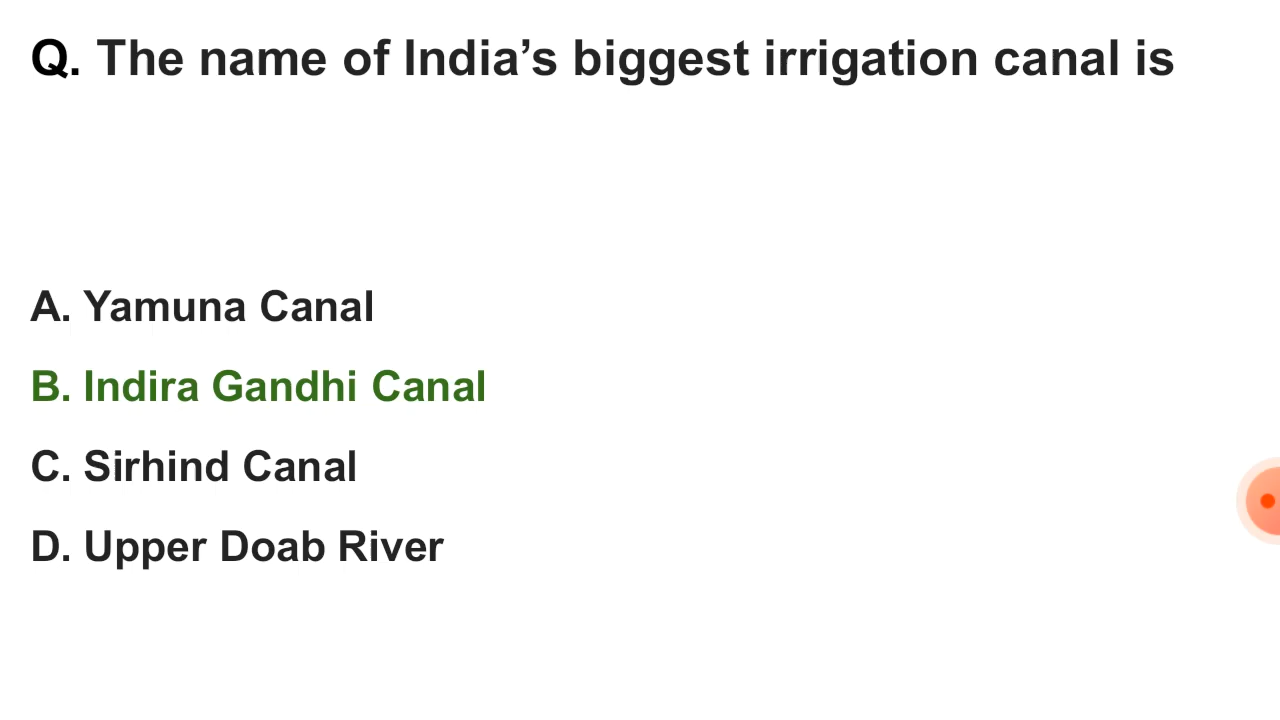 Q. The name of India’s biggest irrigation canal is
A. Yamuna Canal
B. Indira Gandhi Canal
C. Sirhind Canal
D. Upper Doab River